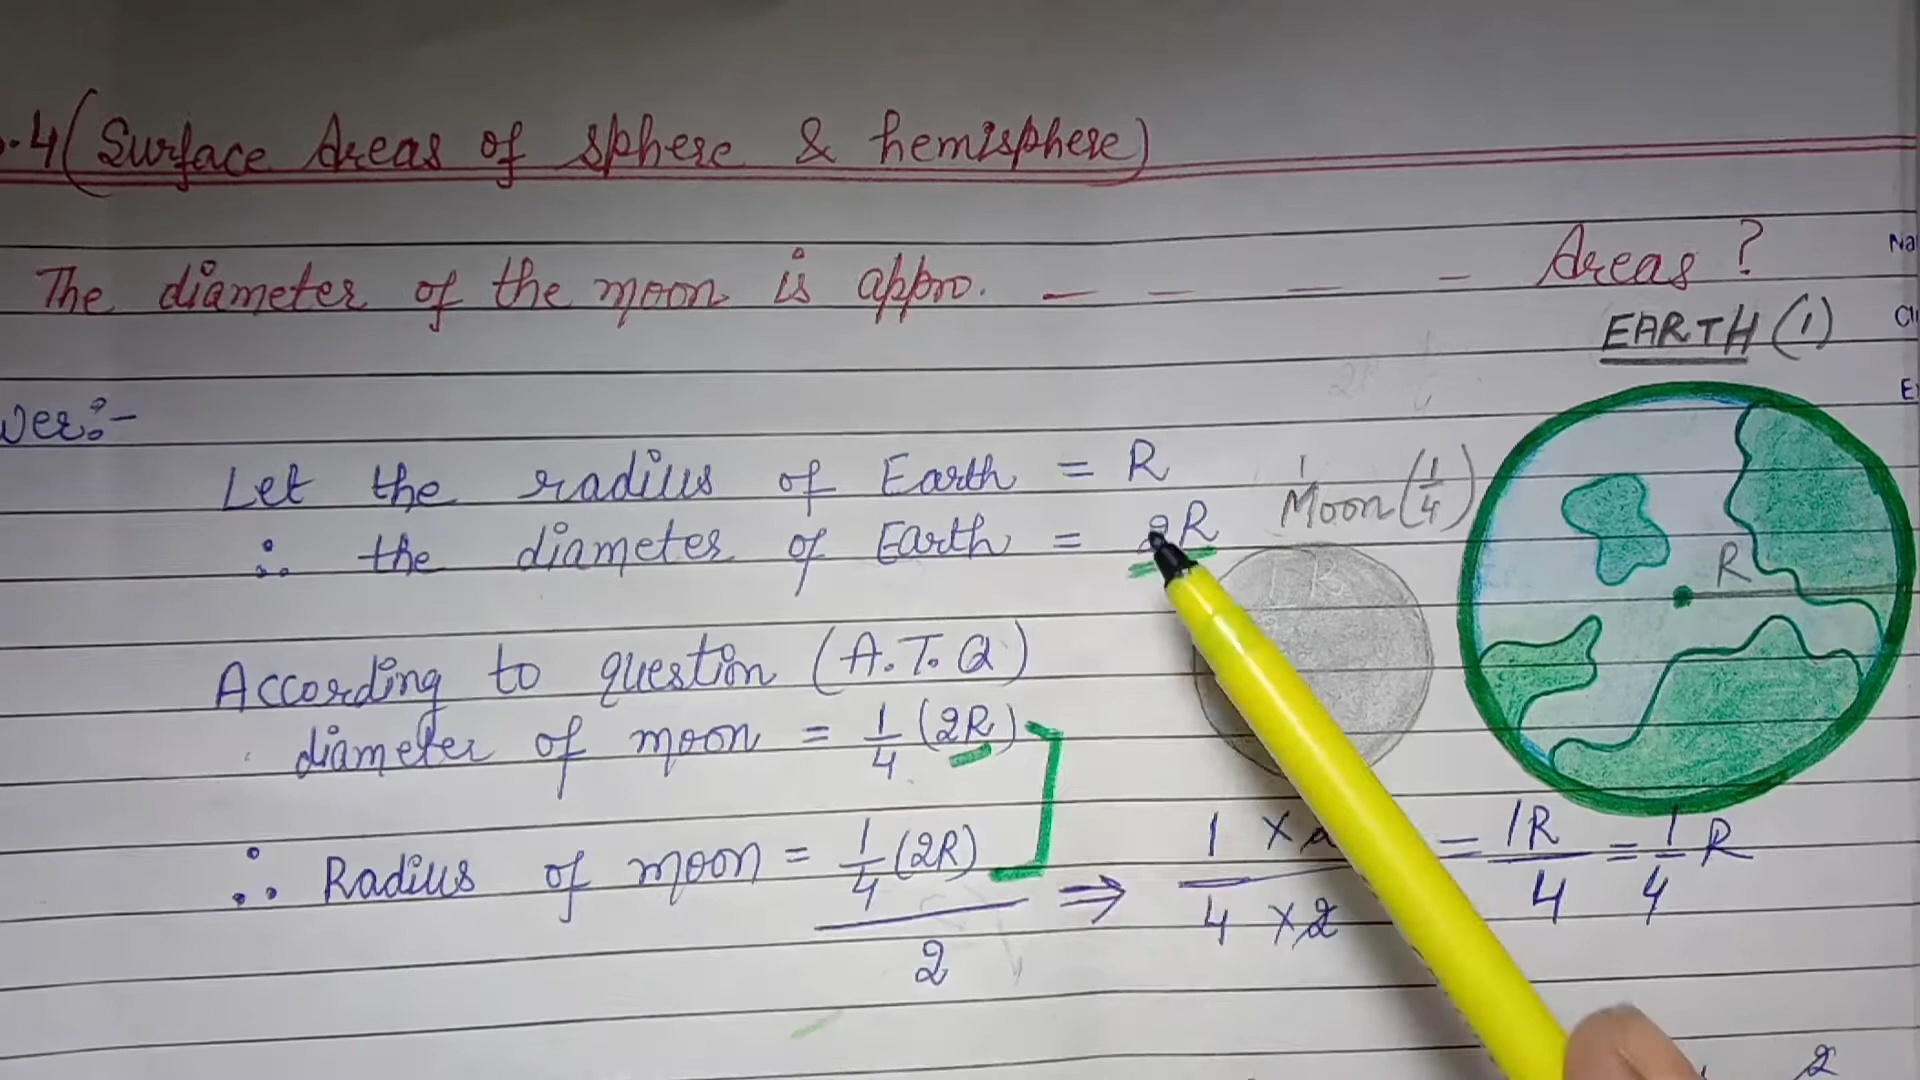 .4 (Surface Areas of sphere & hemisphere)
The diameter of the moon is appro. — — — — Areas?
EARTH (1)
wer:-
Let the radius of Earth = R
Moon (1/4)
∴ the diameter of Earth = 2R
R
According to question (A.T.Q)
diameter of moon = 1/4 (2R)
∴ Radius of moon = 1/4 (2R) / 2 ⇒ 1 × / 4 × 2 = 1R / 4 = 1/4 R
2